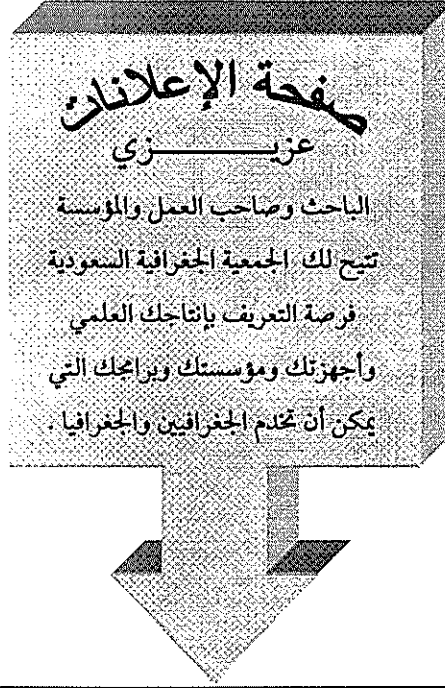 صفحة الإعلانات
عزيـــــــزي
الباحث وصاحب العمل والمؤسسة
تتيح لك الجمعية الجغرافية السعودية
فرصة التعريف بإنتاجك العلمي
وأجهزتك ومؤسستك وبرامجك التي
يمكن أن تخدم الجغرافيين والجغرافيا .